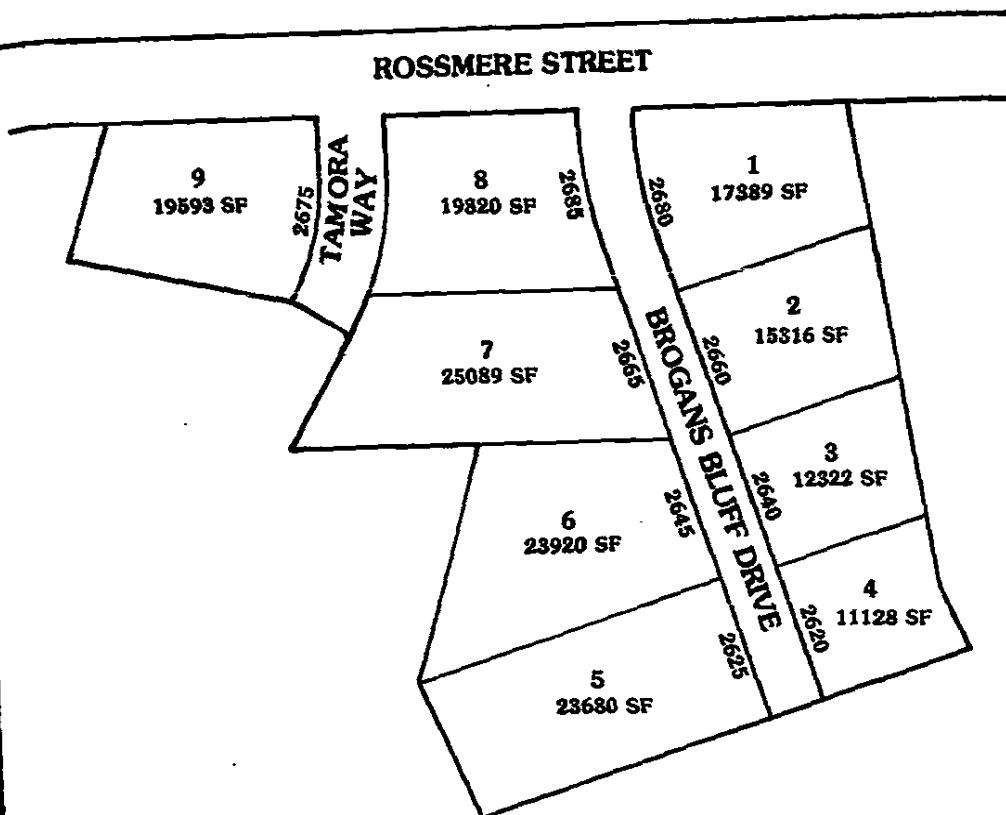 ROSSMERE STREET
9
19593 SF
2675
TAMORA
WAY
8
19820 SF
2685
2680
1
17389 SF
2
15316 SF
2660
BROGANS BLUFF DRIVE
7
25089 SF
2665
3
12322 SF
2640
6
23920 SF
2645
4
11128 SF
2620
5
23680 SF
2625